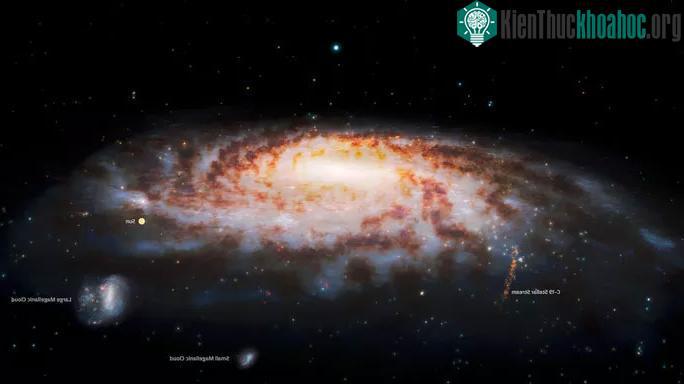 KienThuckhoahoc.org
Sun
Large Magellanic Cloud
C-19 Stellar Stream
Small Magellanic Cloud